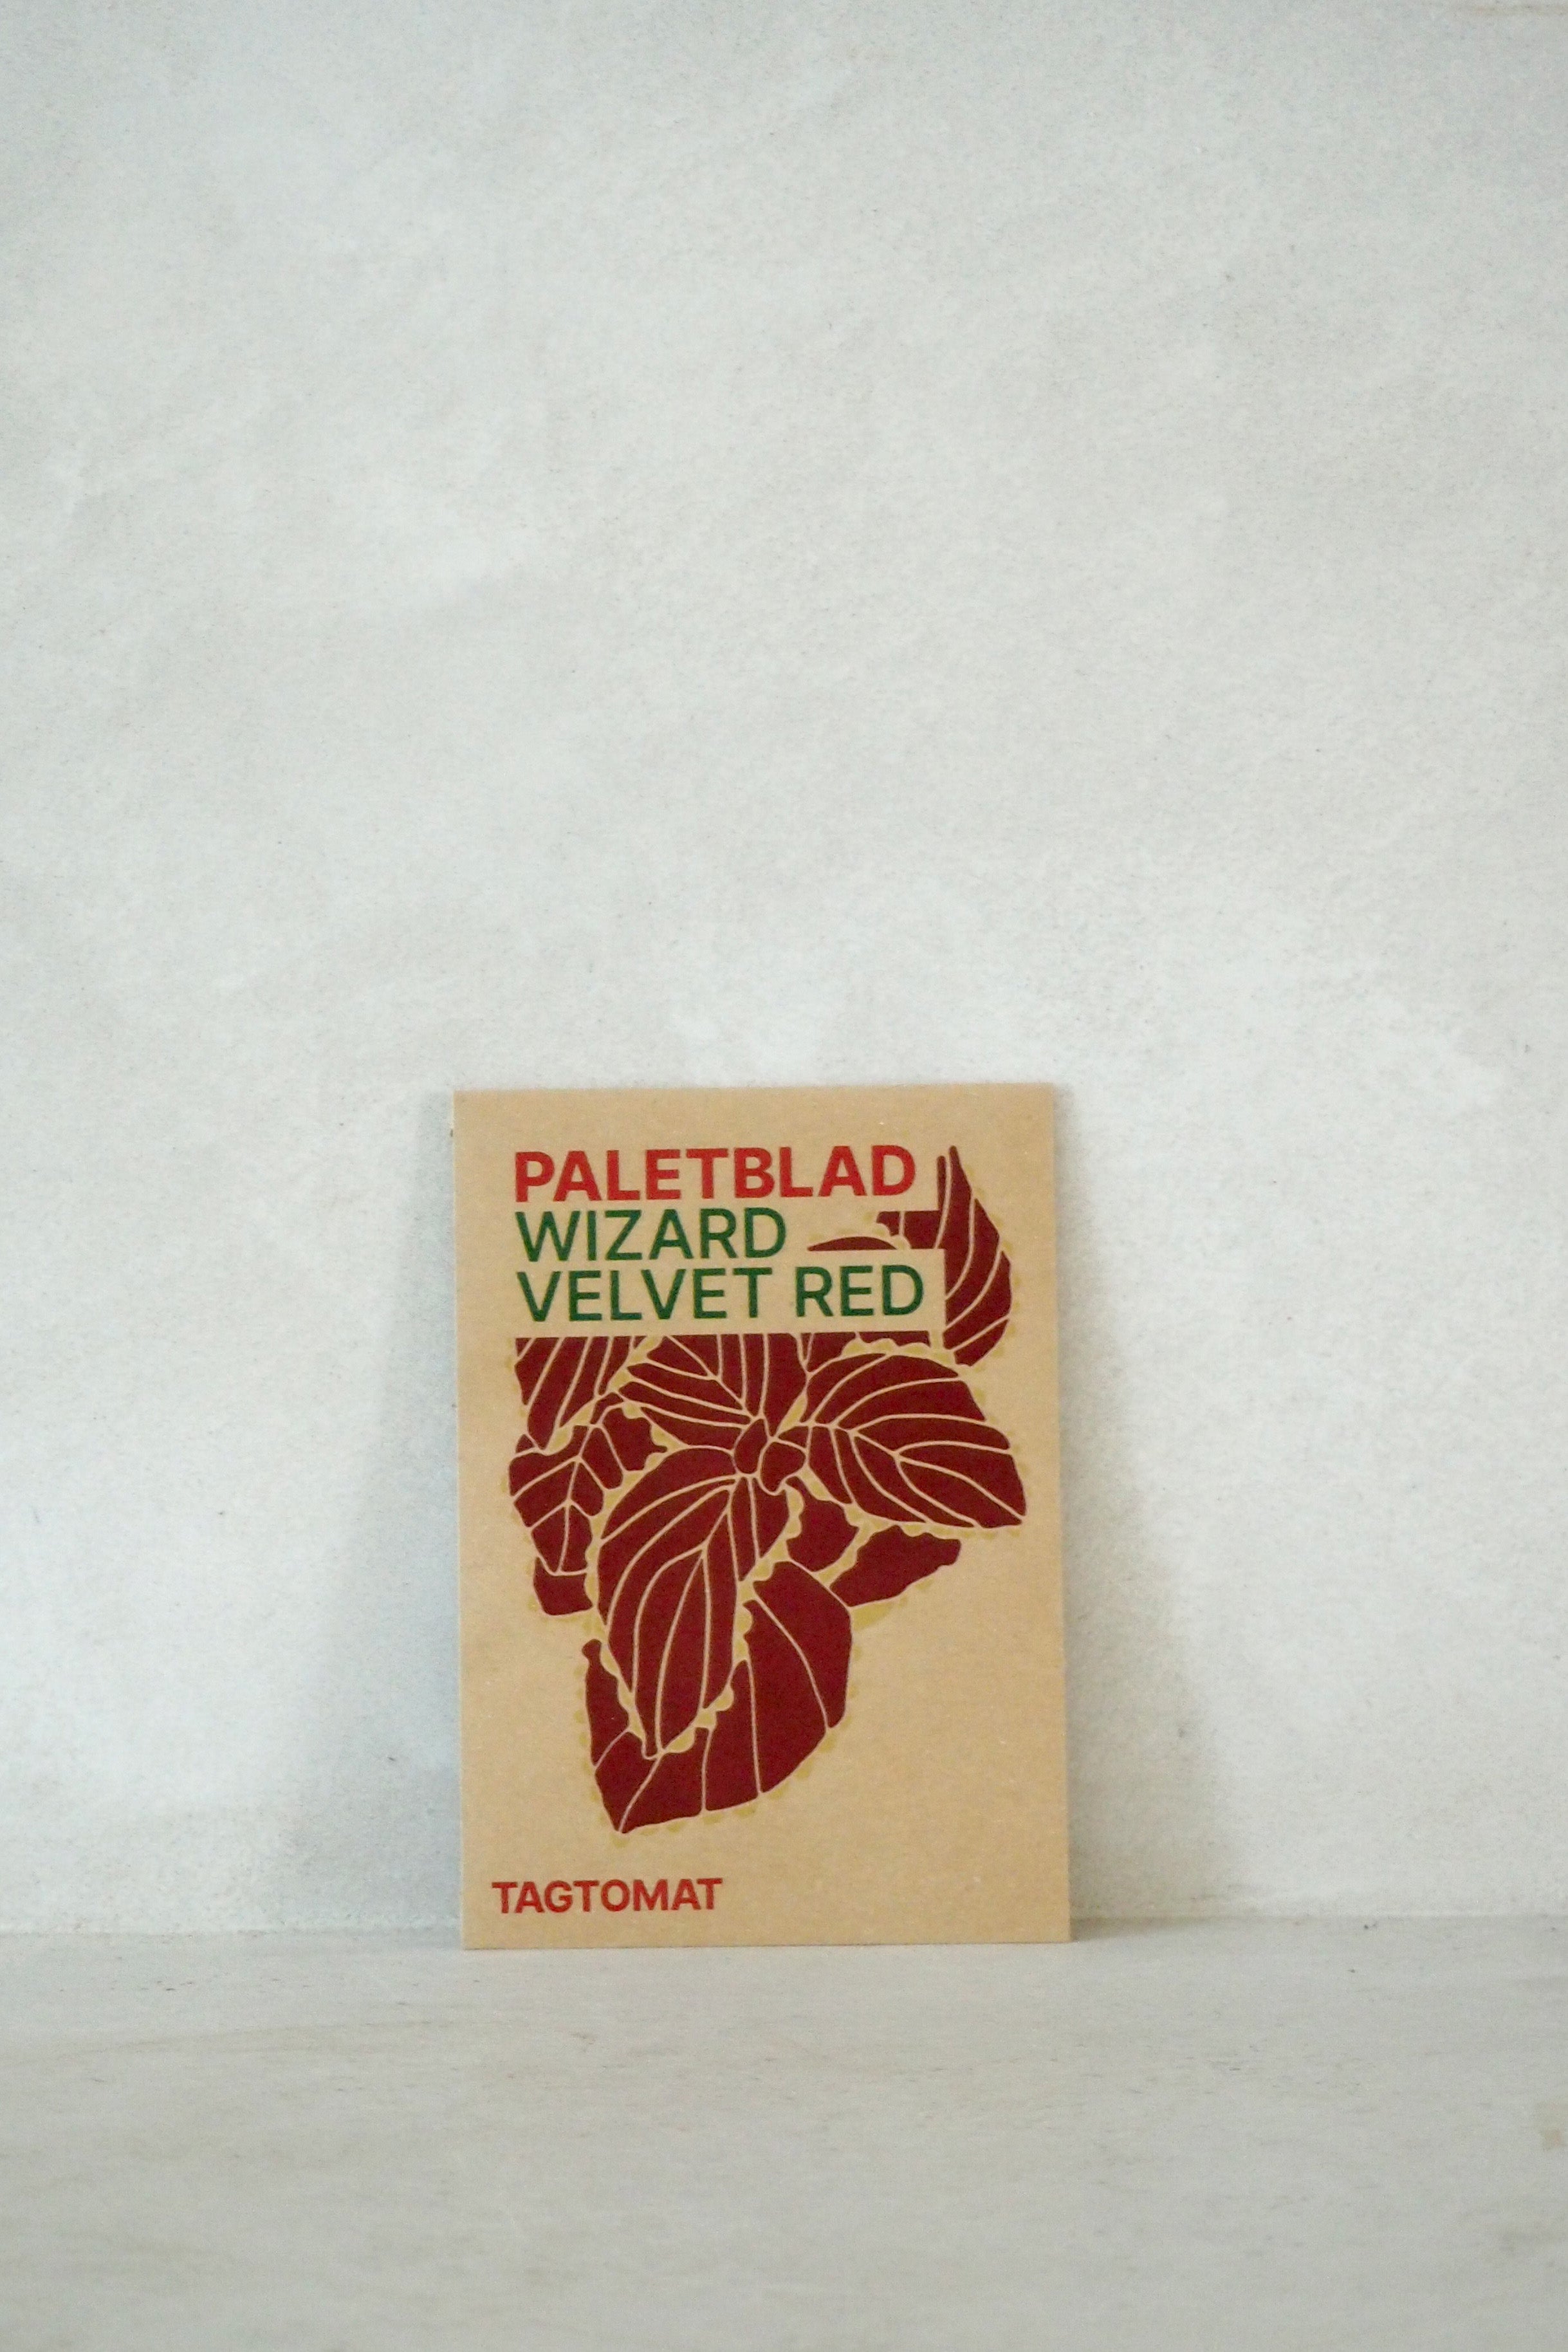 PALETBLAD
WIZARD
VELVET RED
TAGTOMAT